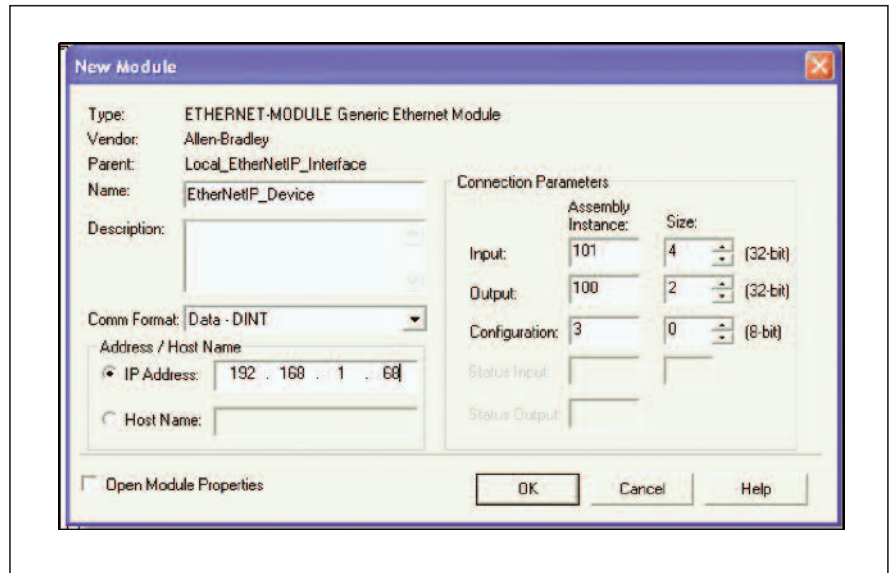 New Module
Type: ETHERNET-MODULE Generic Ethernet Module
Vendor: Allen-Bradley
Parent: Local_EtherNetIP_Interface
Name: EtherNetIP_Device
Description:
Comm Format: Data - DINT
Address / Host Name
IP Address: 192 . 168 . 1 . 68
Host Name:
Connection Parameters
Assembly
Instance: Size:
Input: 101 4 (32-bit)
Output: 100 2 (32-bit)
Configuration: 3 0 (8-bit)
Status Input:
Status Output:
Open Module Properties
OK Cancel Help